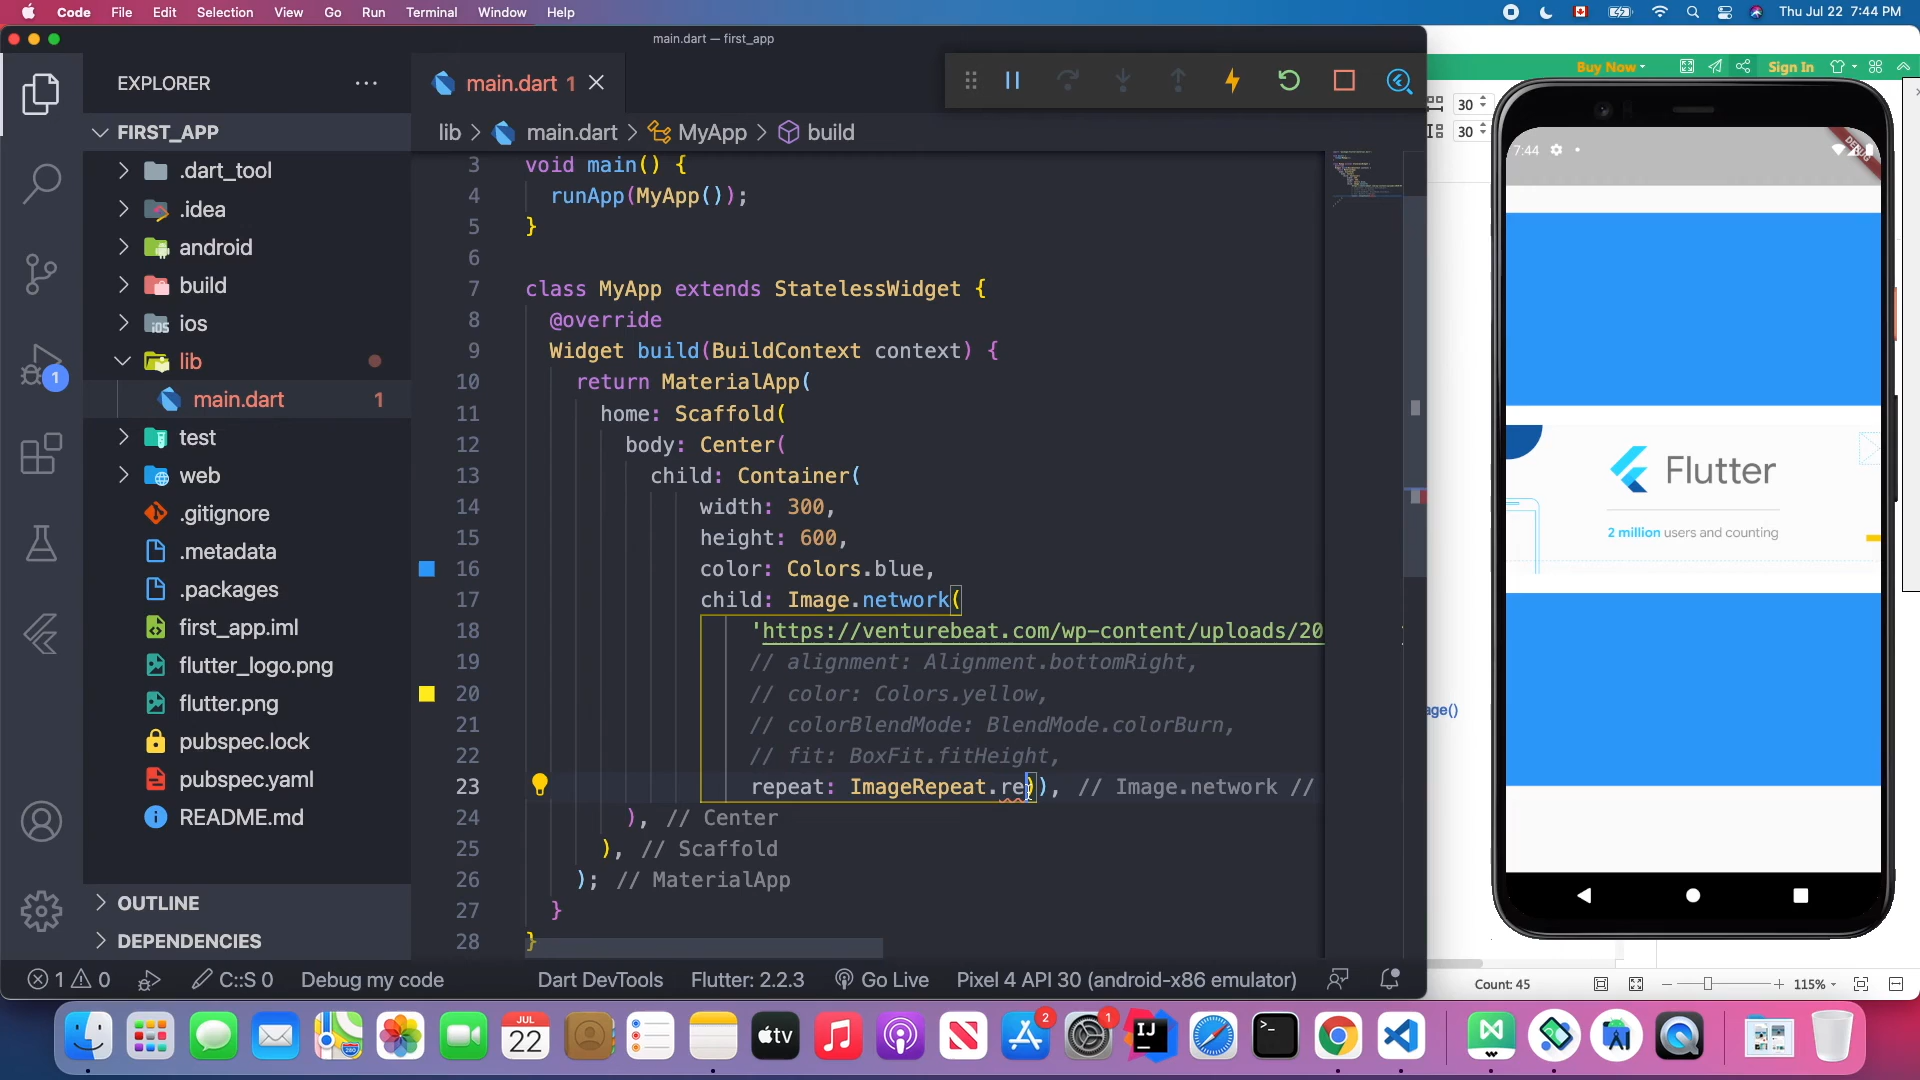 Code File Edit Selection View Go Run Terminal Window Help
Thu Jul 22 7:44 PM
main.dart — first_app
EXPLORER
main.dart 1
Buy Now
Sign In
30
30
lib > main.dart > MyApp > build
FIRST_APP
.dart_tool
.idea
android
build
ios
lib
main.dart 1
test
web
.gitignore
.metadata
.packages
first_app.iml
flutter_logo.png
flutter.png
pubspec.lock
pubspec.yaml
README.md
OUTLINE
DEPENDENCIES
3 void main() {
4 runApp(MyApp());
5 }
6
7 class MyApp extends StatelessWidget {
8 @override
9 Widget build(BuildContext context) {
10 return MaterialApp(
11 home: Scaffold(
12 body: Center(
13 child: Container(
14 width: 300,
15 height: 600,
16 color: Colors.blue,
17 child: Image.network(
18 'https://venturebeat.com/wp-content/uploads/20
19 // alignment: Alignment.bottomRight,
20 // color: Colors.yellow,
21 // colorBlendMode: BlendMode.colorBurn,
22 // fit: BoxFit.fitHeight,
23 repeat: ImageRepeat.re)), // Image.network //
24 ), // Center
25 ), // Scaffold
26 ); // MaterialApp
27 }
28 }
7:44
DEBUG
Flutter
2 million users and counting
age()
1
1 0
C::S 0
Debug my code
Dart DevTools
Flutter: 2.2.3
Go Live
Pixel 4 API 30 (android-x86 emulator)
Count: 45
115%
JUL
22
tv
2
1
IJ